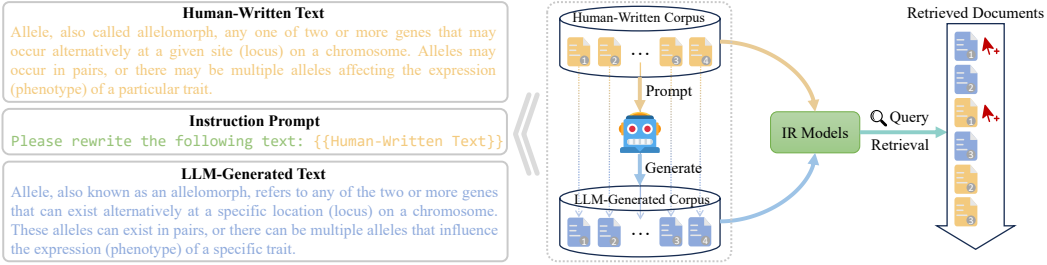 Human-Written Text
Allele, also called allelomorph, any one of two or more genes that may
occur alternatively at a given site (locus) on a chromosome. Alleles may
occur in pairs, or there may be multiple alleles affecting the expression
(phenotype) of a particular trait.
Instruction Prompt
Please rewrite the following text: {{Human-Written Text}}
LLM-Generated Text
Allele, also known as an allelomorph, refers to any of the two or more genes
that can exist alternatively at a specific location (locus) on a chromosome.
These alleles can exist in pairs, or there can be multiple alleles that influence
the expression (phenotype) of a specific trait.
Human-Written Corpus
1 2 ... 3 4
Prompt
Generate
LLM-Generated Corpus
1 2 ... 3 4
IR Models
Query
Retrieval
Retrieved Documents
1
2
1
3
2
3